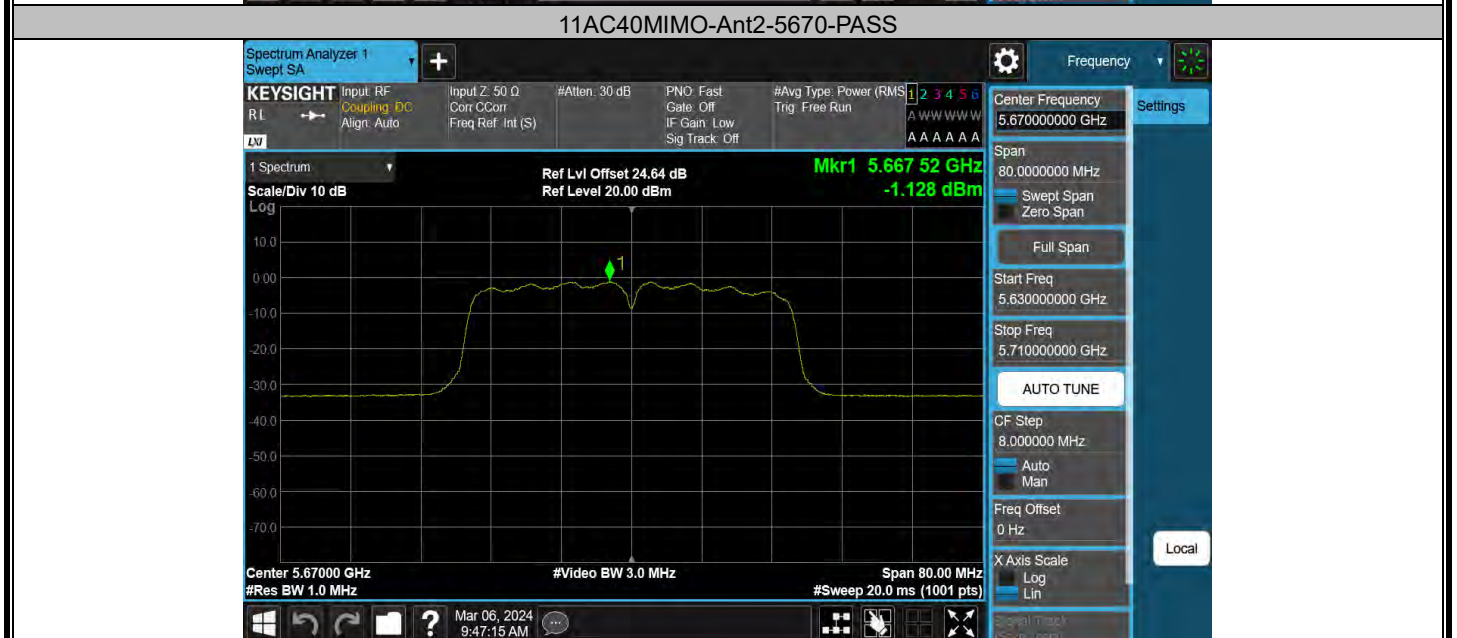 11AC40MIMO-Ant2-5670-PASS
Spectrum Analyzer 1
Swept SA
Frequency
KEYSIGHT
R L
LXI
Input: RF
Coupling: DC
Align: Auto
Input Z: 50 Ω
Corr CCorr
Freq Ref: Int (S)
#Atten: 30 dB
PNO: Fast
Gate: Off
IF Gain: Low
Sig Track: Off
#Avg Type: Power (RMS
Trig: Free Run
1 2 3 4 5 6
A W W W W W
A A A A A A
1 Spectrum
Scale/Div 10 dB
Log
Ref Lvl Offset 24.64 dB
Ref Level 20.00 dBm
Mkr1 5.667 52 GHz
-1.128 dBm
1
10.0
0.00
-10.0
-20.0
-30.0
-40.0
-50.0
-60.0
-70.0
Center 5.67000 GHz
#Res BW 1.0 MHz
#Video BW 3.0 MHz
Span 80.00 MHz
#Sweep 20.0 ms (1001 pts)
Center Frequency
5.670000000 GHz
Settings
Span
80.0000000 MHz
Swept Span
Zero Span
Full Span
Start Freq
5.630000000 GHz
Stop Freq
5.710000000 GHz
AUTO TUNE
CF Step
8.000000 MHz
Auto
Man
Freq Offset
0 Hz
X Axis Scale
Log
Lin
Local
Signal Track
Mar 06, 2024
9:47:15 AM
?